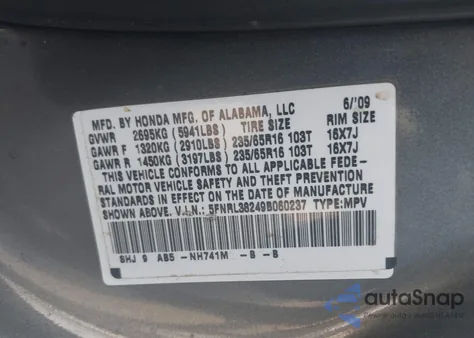 MFD. BY HONDA MFG. OF ALABAMA, LLC 6/'09
GVWR 2695KG (5941LBS) TIRE SIZE RIM SIZE
GAWR F 1320KG (2910LBS) 235/65R16 103T 16X7J
GAWR R 1450KG (3197LBS) 235/65R16 103T 16X7J
THIS VEHICLE CONFORMS TO ALL APPLICABLE FEDE-
RAL MOTOR VEHICLE SAFETY AND THEFT PREVENTION
STANDARDS IN EFFECT ON THE DATE OF MANUFACTURE
SHOWN ABOVE. V.I.N.: 5FNRL38249B060237 TYPE:MPV
SHJ 9 AB5 -NH741M -B -B
autoSnap